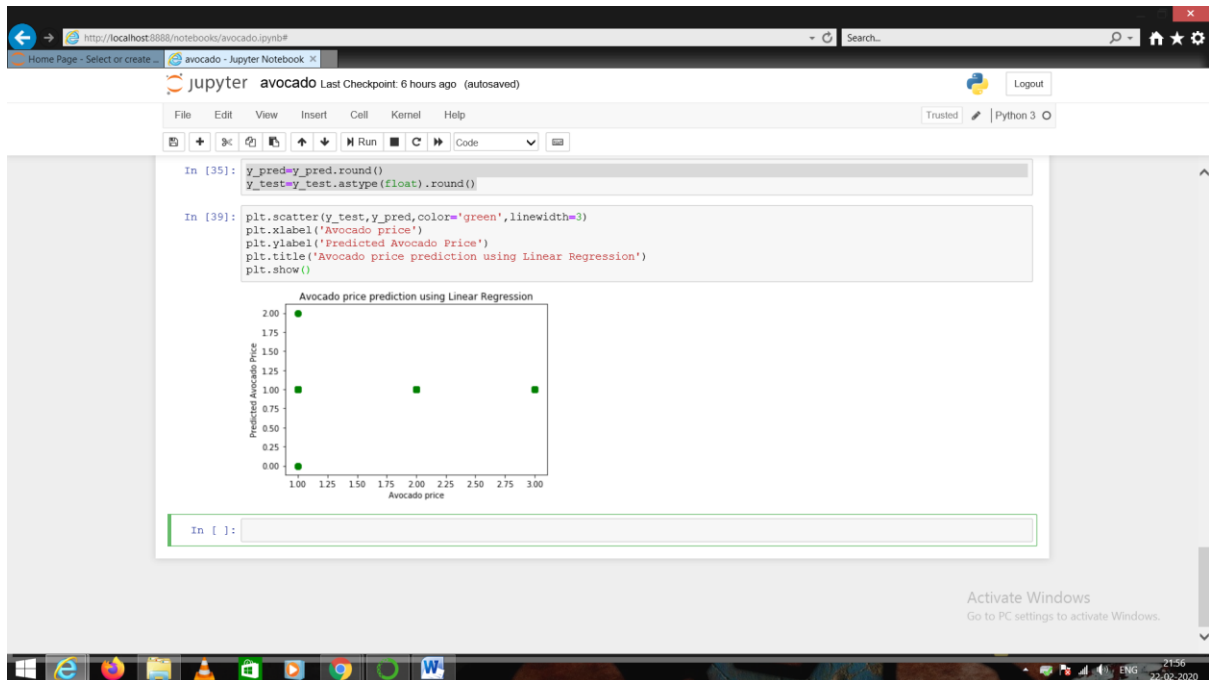 http://localhost:8888/notebooks/avocado.ipynb#
Search...
Home Page - Select or create ...
avocado - Jupyter Notebook
jupyter avocado Last Checkpoint: 6 hours ago (autosaved)
Logout
File Edit View Insert Cell Kernel Help
Trusted
Python 3
Run
Code
In [35]: y_pred=y_pred.round()
y_test=y_test.astype(float).round()
In [39]: plt.scatter(y_test,y_pred,color='green',linewidth=3)
plt.xlabel('Avocado price')
plt.ylabel('Predicted Avocado Price')
plt.title('Avocado price prediction using Linear Regression')
plt.show()
Avocado price prediction using Linear Regression
Predicted Avocado Price
2.00
1.75
1.50
1.25
1.00
0.75
0.50
0.25
0.00
1.00 1.25 1.50 1.75 2.00 2.25 2.50 2.75 3.00
Avocado price
In [ ]:
Activate Windows
Go to PC settings to activate Windows.
ENG
21:56
22-02-2020